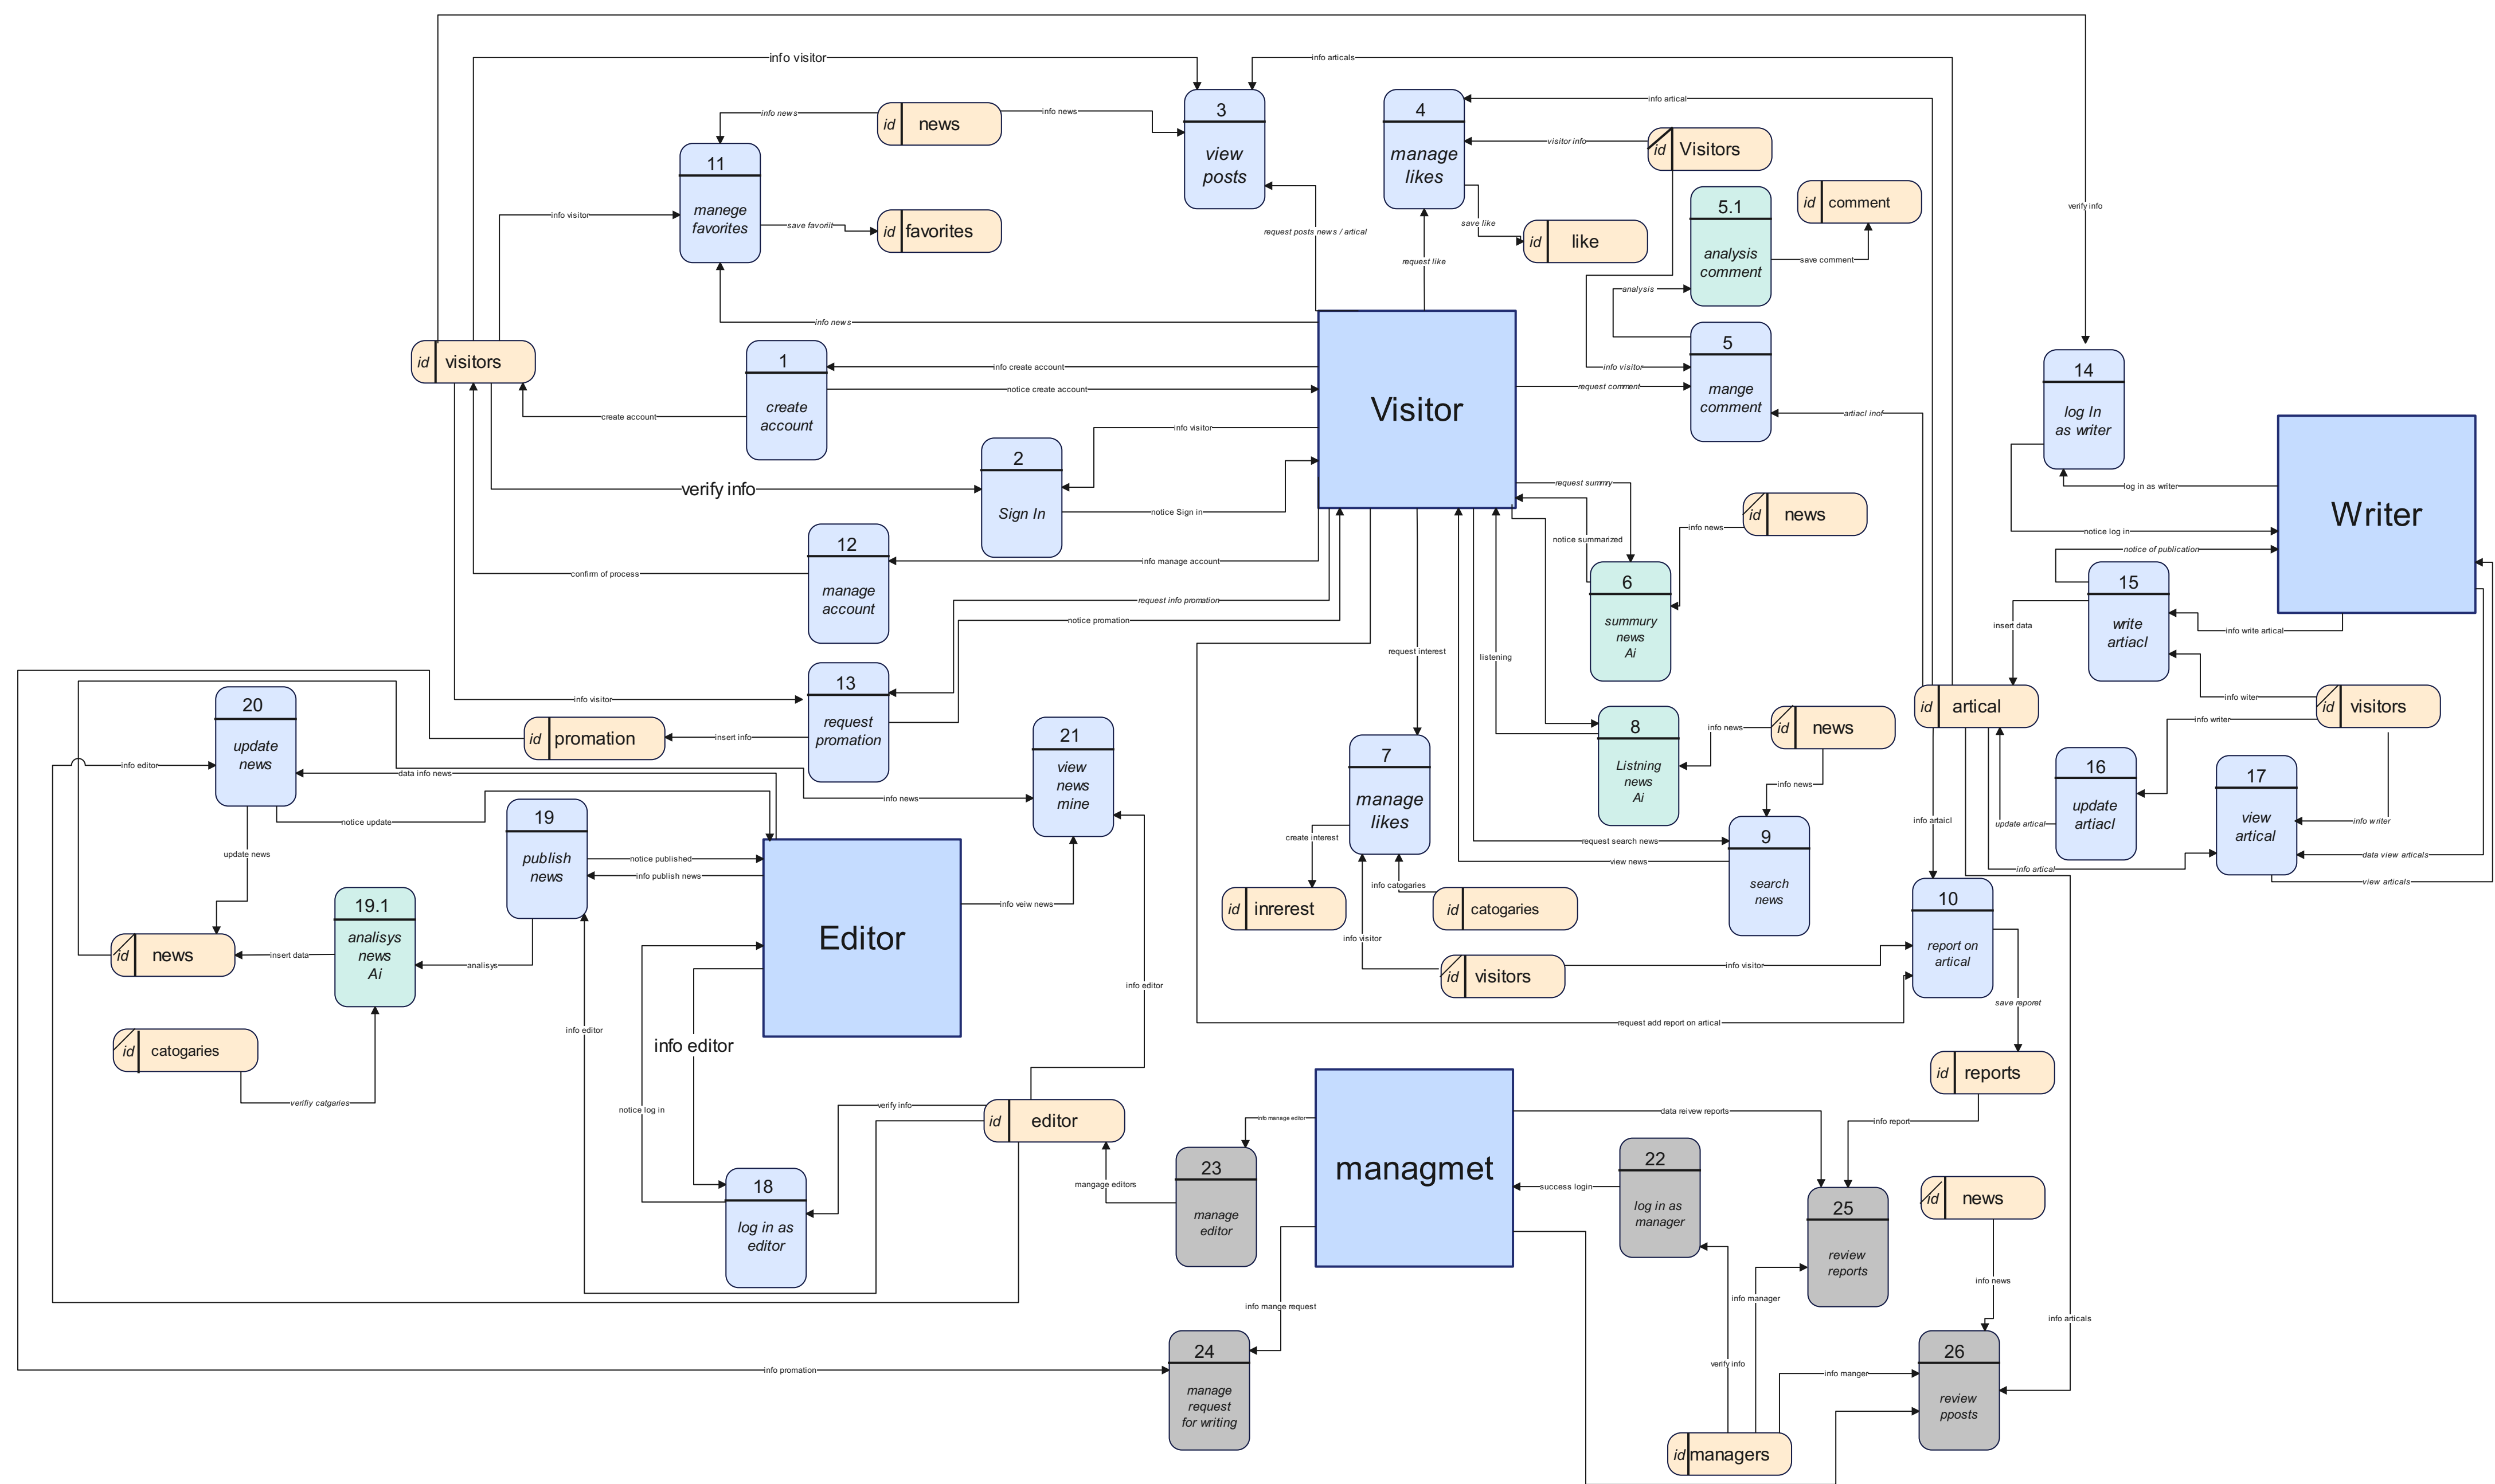 info visitor
info articals
info news
id news
info news
3
view
posts
4
manage
likes
info artical
visitor info
id Visitors
11
manege
favorites
info visitor
save favoriit
id favorites
request posts news / artical
request like
save like
id like
5.1
analysis
comment
id comment
save comment
analysis
verify info
info news
id visitors
1
create
account
info create account
notice create account
create account
Visitor
info visitor
request comment
5
mange
comment
artiacl inof
14
log In
as writer
log in as writer
notice log in
notice of publication
Writer
info visitor
2
Sign In
verify info
notice Sign in
request summry
notice summarized
info news
id news
6
summury
news
Ai
12
manage
account
confirm of process
info manage account
request info promation
notice promation
15
write
artiacl
insert data
info write artical
info witer
info writer
id visitors
id artical
request interest
listening
13
request
promation
info visitor
insert info
id promation
20
update
news
info editor
data info news
notice update
update news
21
view
news
mine
info news
8
Listning
news
Ai
info news
id news
info news
7
manage
likes
create interest
request search news
view news
9
search
news
16
update
artiacl
update artical
17
view
artical
info writer
data view articals
view articals
info artical
info artaicl
19
publish
news
notice published
info publish news
Editor
info veiw news
19.1
analisys
news
Ai
insert data
analisys
id news
id catogaries
verifiy catgaries
id inrerest
info catogaries
id catogaries
info visitor
id visitors
info visitor
10
report on
artical
save reporet
request add report on artical
id reports
info report
info editor
info editor
info editor
notice log in
verify info
id editor
18
log in as
editor
mangage editors
info manage editor
23
manage
editor
managmet
data reivew reports
22
log in as
manager
success login
25
review
reports
id news
info news
info articals
info manager
verify info
info mange request
info promation
24
manage
request
for writing
info manger
26
review
pposts
id managers